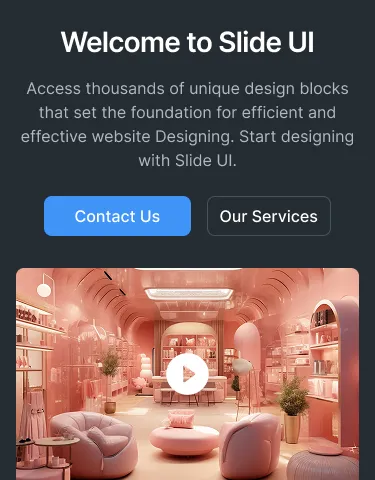 Welcome to Slide UI
Access thousands of unique design blocks
that set the foundation for efficient and
effective website Designing. Start designing
with Slide UI.
Contact Us
Our Services